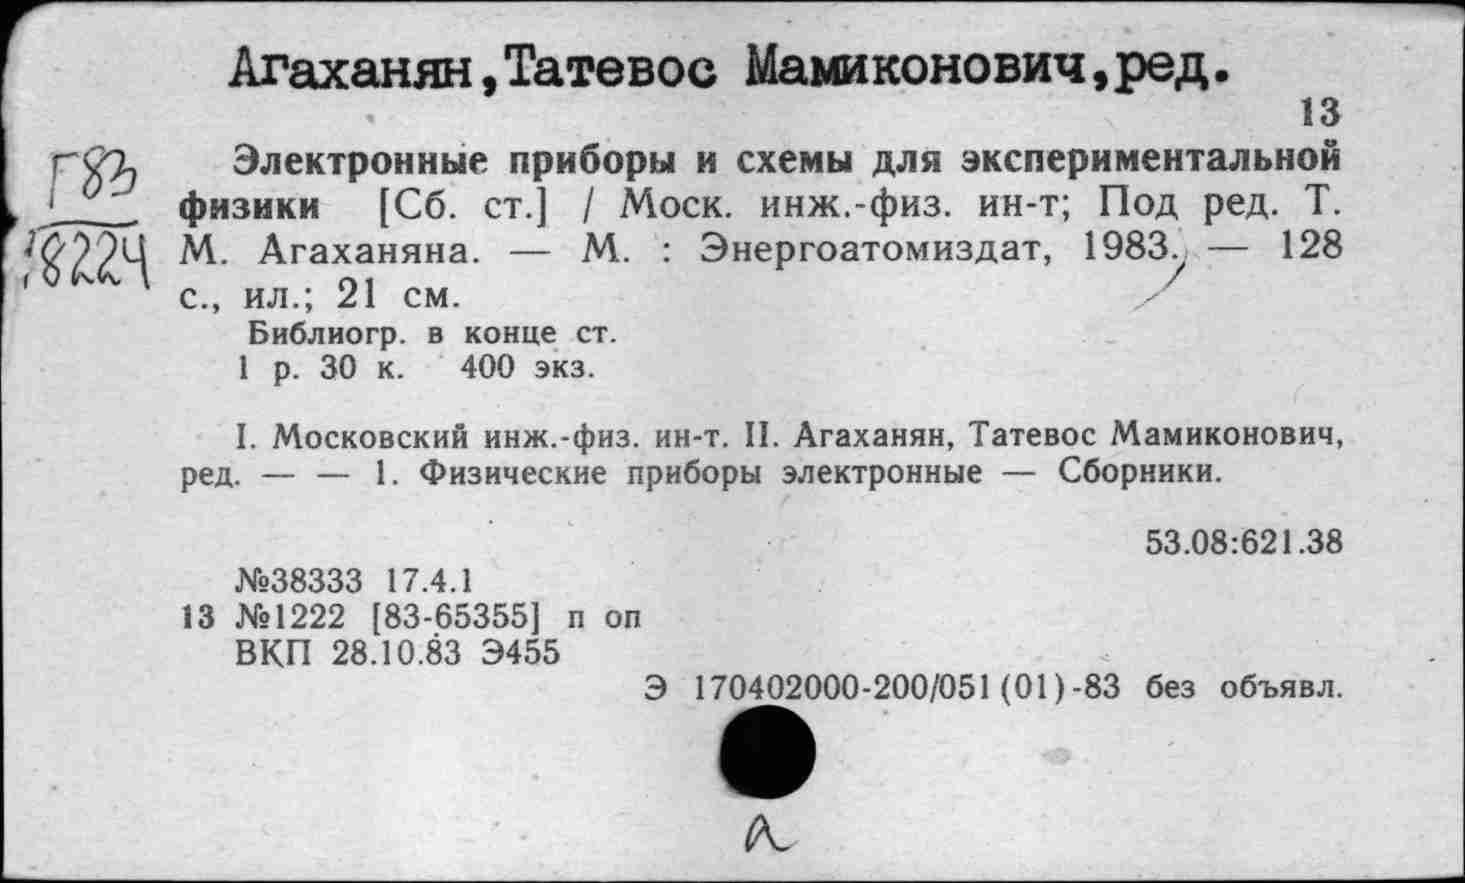 Агаханян,Татевос Мамиконович,ред.
13
Электронные приборы и схемы для экспериментальной
физики [Сб. ст.] / Моск. инж.-физ. ин-т; Под ред. Т.
М. Агаханяна. — М. : Энергоатомиздат, 1983. — 128
с., ил.; 21 см.
Библиогр. в конце ст.
1 р. 30 к. 400 экз.
I. Московский инж.-физ. ин-т. II. Агаханян, Татевос Мамиконович,
ред. — — 1. Физические приборы электронные — Сборники.
53.08:621.38
№38333 17.4.1
13 №1222 [83-65355] п оп
ВКП 28.10.83 Э455
Э 170402000-200/051(01)-83 без объявл.